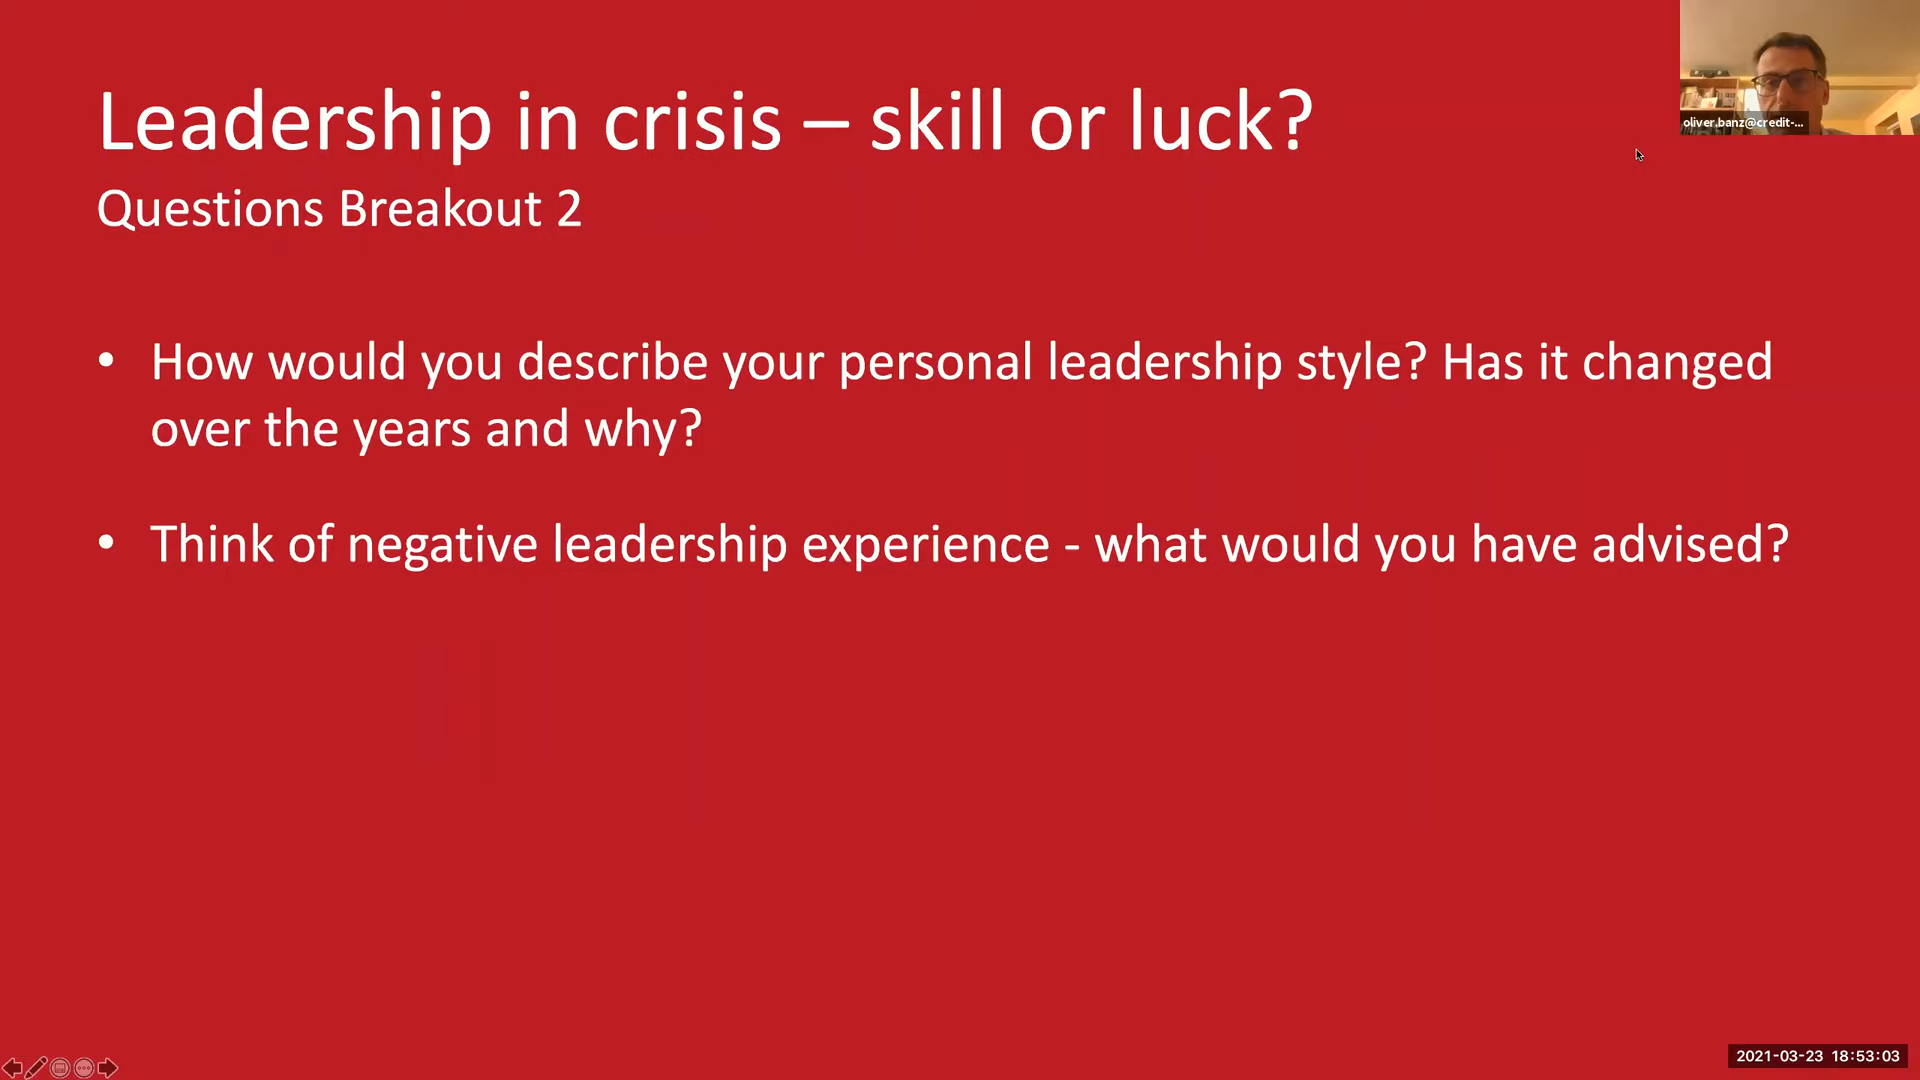 Leadership in crisis – skill or luck?
Questions Breakout 2
• How would you describe your personal leadership style? Has it changed
over the years and why?
• Think of negative leadership experience - what would you have advised?
oliver.banz@credit-...
2021-03-23 18:53:03